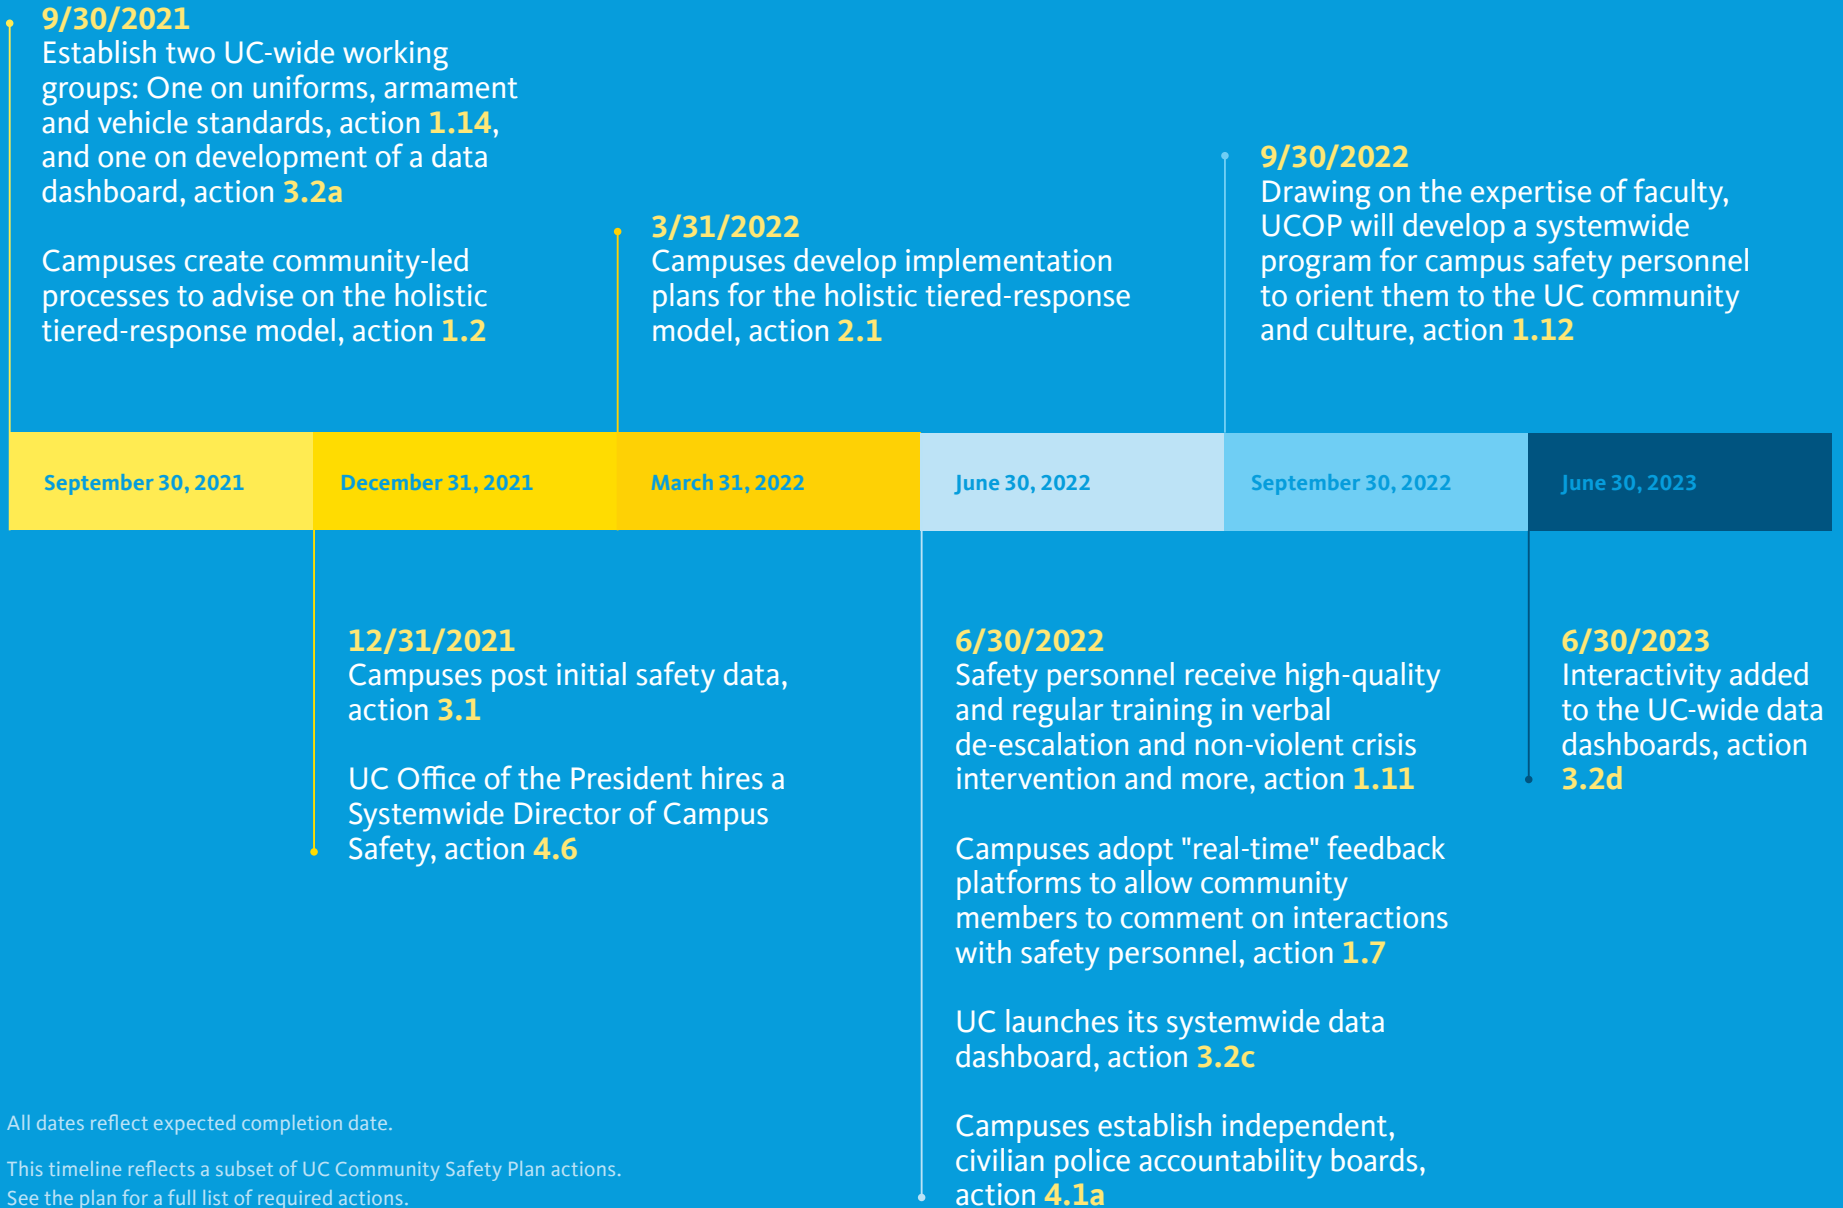 9/30/2021
Establish two UC-wide working
groups: One on uniforms, armament
and vehicle standards, action 1.14,
and one on development of a data
dashboard, action 3.2a
Campuses create community-led
processes to advise on the holistic
tiered-response model, action 1.2
3/31/2022
Campuses develop implementation
plans for the holistic tiered-response
model, action 2.1
9/30/2022
Drawing on the expertise of faculty,
UCOP will develop a systemwide
program for campus safety personnel
to orient them to the UC community
and culture, action 1.12
September 30, 2021
December 31, 2021
March 31, 2022
June 30, 2022
September 30, 2022
June 30, 2023
12/31/2021
Campuses post initial safety data,
action 3.1
UC Office of the President hires a
Systemwide Director of Campus
Safety, action 4.6
6/30/2022
Safety personnel receive high-quality
and regular training in verbal
de-escalation and non-violent crisis
intervention and more, action 1.11
Campuses adopt "real-time" feedback
platforms to allow community
members to comment on interactions
with safety personnel, action 1.7
UC launches its systemwide data
dashboard, action 3.2c
Campuses establish independent,
civilian police accountability boards,
action 4.1a
6/30/2023
Interactivity added
to the UC-wide data
dashboards, action
3.2d
All dates reflect expected completion date.
This timeline reflects a subset of UC Community Safety Plan actions.
See the plan for a full list of required actions.